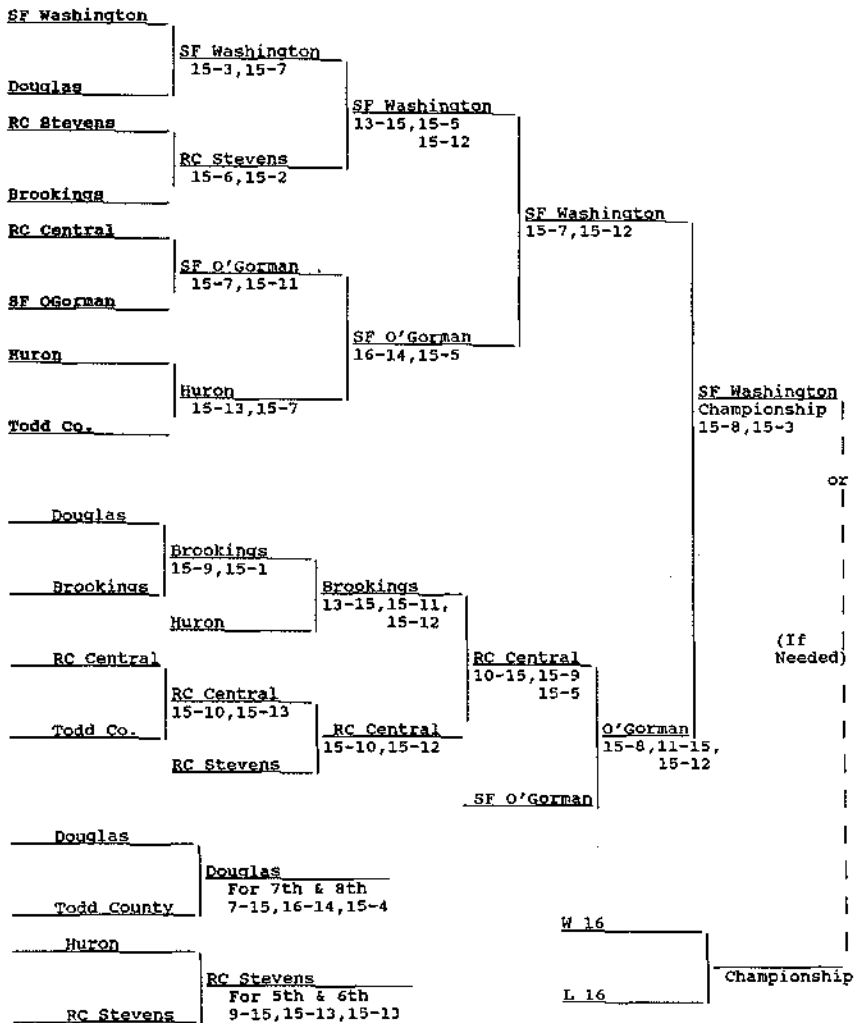 SF Washington
SF Washington
15-3,15-7
Douglas
SF Washington
13-15,15-5
15-12
RC Stevens
RC Stevens
15-6,15-2
Brookings
SF Washington
15-7,15-12
RC Central
SF O'Gorman
15-7,15-11
SF OGorman
SF O'Gorman
16-14,15-5
Huron
Huron
15-13,15-7
Todd Co.
SF Washington
Championship
15-8,15-3
or
Douglas
Brookings
15-9,15-1
Brookings
Brookings
13-15,15-11,
15-12
Huron
(If
Needed)
RC Central
RC Central
10-15,15-9
15-5
RC Central
15-10,15-13
Todd Co.
RC Central
15-10,15-12
O'Gorman
15-8,11-15,
15-12
RC Stevens
SF O'Gorman
Douglas
Douglas
For 7th & 8th
7-15,16-14,15-4
Todd County
W 16
Huron
RC Stevens
For 5th & 6th
9-15,15-13,15-13
RC Stevens
Championship
L 16